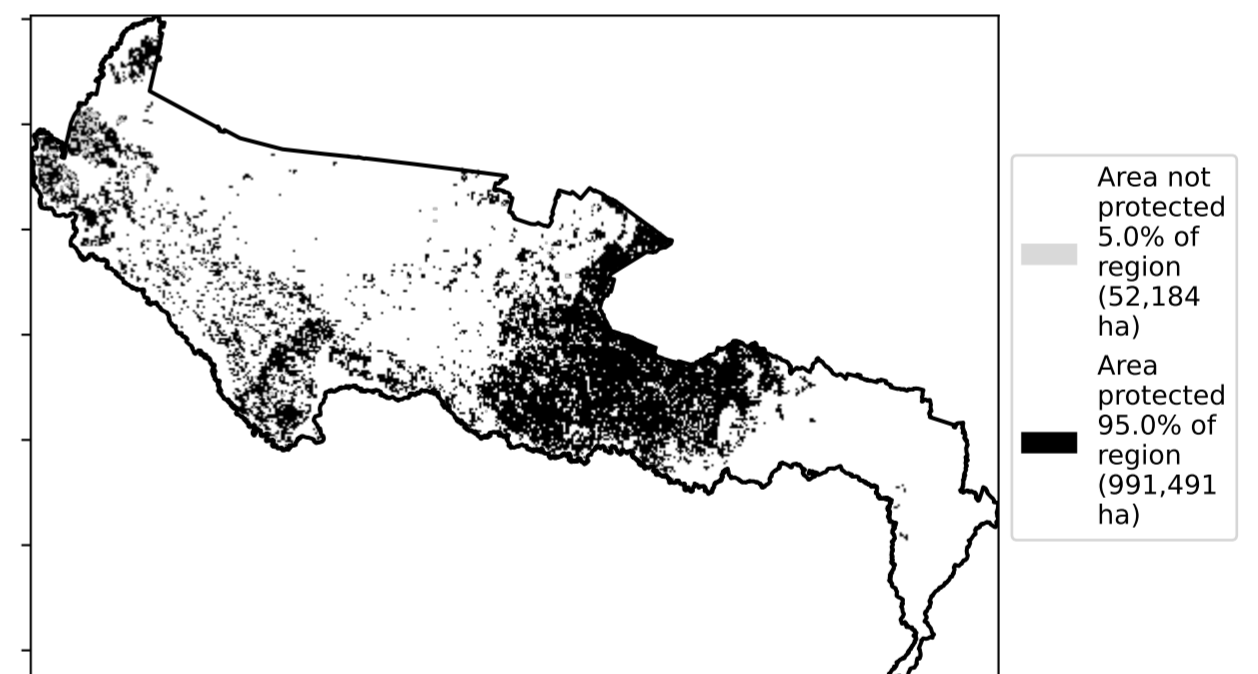 Area not
protected
5.0% of
region
(52,184
ha)
Area
protected
95.0% of
region
(991,491
ha)